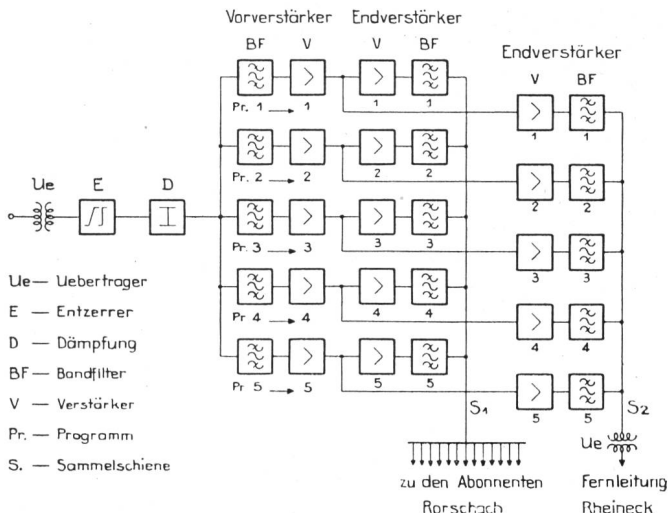 Vorverstärker Endverstärker
BF V V BF
Endverstärker
V BF
Pr. 1 1 1 1
1 1
Ue E D
Pr. 2 2 2 2
2 2
Pr. 3 3 3 3
3 3
Pr 4 4 4 4
4 4
Pr 5 5 5 5
5 5
Ue — Uebertrager
E — Entzerrer
D — Dämpfung
BF — Bandfilter
V — Verstärker
Pr. — Programm
S. — Sammelschiene
S1
S2
Ue
zu den Abonnenten
Rorschach
Fernleitung
Rheineck